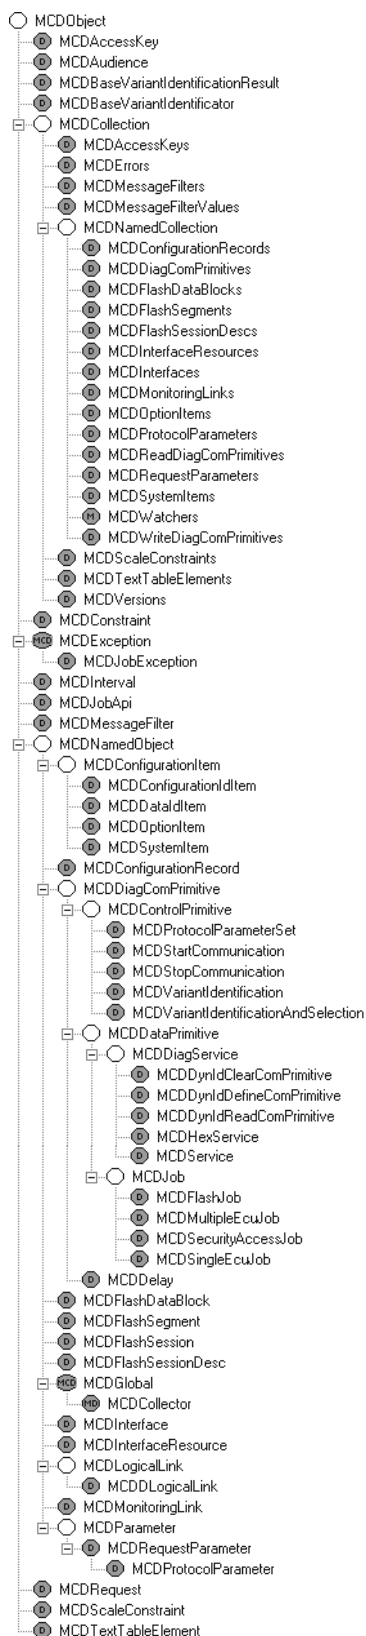 MCDObject
D MCDAccessKey
D MCDAudience
D MCDBaseVariantIdentificationResult
D MCDBaseVariantIdentificator
MCDCollection
D MCDAccessKeys
D MCDErrors
D MCDMessageFilters
D MCDMessageFilterValues
MCDNamedCollection
D MCDConfigurationRecords
D MCDDiagComPrimitives
D MCDFlashDataBlocks
D MCDFlashSegments
D MCDFlashSessionDescs
D MCDInterfaceResources
D MCDInterfaces
D MCDMonitoringLinks
D MCDOptionItems
D MCDProtocolParameters
D MCDReadDiagComPrimitives
D MCDRequestParameters
D MCDSystemItems
M MCDWatchers
D MCDWriteDiagComPrimitives
D MCDScaleConstraints
D MCDTextTableElements
D MCDVersions
D MCDConstraint
MCD MCDException
D MCDJobException
D MCDInterval
D MCDJobApi
D MCDMessageFilter
MCDNamedObject
MCDConfigurationItem
D MCDConfigurationIdItem
D MCDDataIdItem
D MCDOptionItem
D MCDSystemItem
D MCDConfigurationRecord
MCDDiagComPrimitive
MCDControlPrimitive
D MCDProtocolParameterSet
D MCDStartCommunication
D MCDStopCommunication
D MCDVariantIdentification
D MCDVariantIdentificationAndSelection
MCDDataPrimitive
MCDDiagService
D MCDDynIdClearComPrimitive
D MCDDynIdDefineComPrimitive
D MCDDynIdReadComPrimitive
D MCDHexService
D MCDService
MCDJob
D MCDFlashJob
D MCDMultipleEcuJob
D MCDSecurityAccessJob
D MCDSingleEcuJob
D MCDDelay
D MCDFlashDataBlock
D MCDFlashSegment
D MCDFlashSession
D MCDFlashSessionDesc
MCD MCDGlobal
MD MCDCollector
D MCDInterface
D MCDInterfaceResource
MCDLogicalLink
D MCDDLogicalLink
D MCDMonitoringLink
MCDParameter
D MCDRequestParameter
D MCDProtocolParameter
D MCDRequest
D MCDScaleConstraint
D MCDTextTableElement